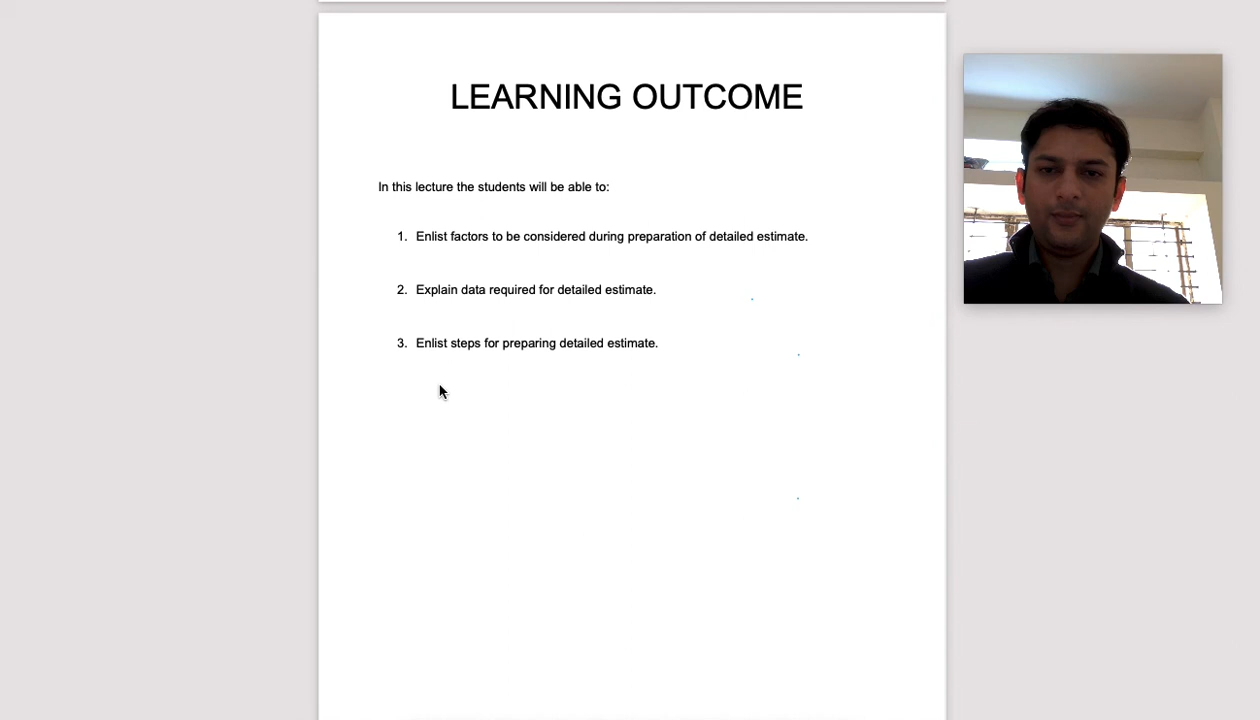 LEARNING OUTCOME
In this lecture the students will be able to:
1. Enlist factors to be considered during preparation of detailed estimate.
2. Explain data required for detailed estimate.
3. Enlist steps for preparing detailed estimate.